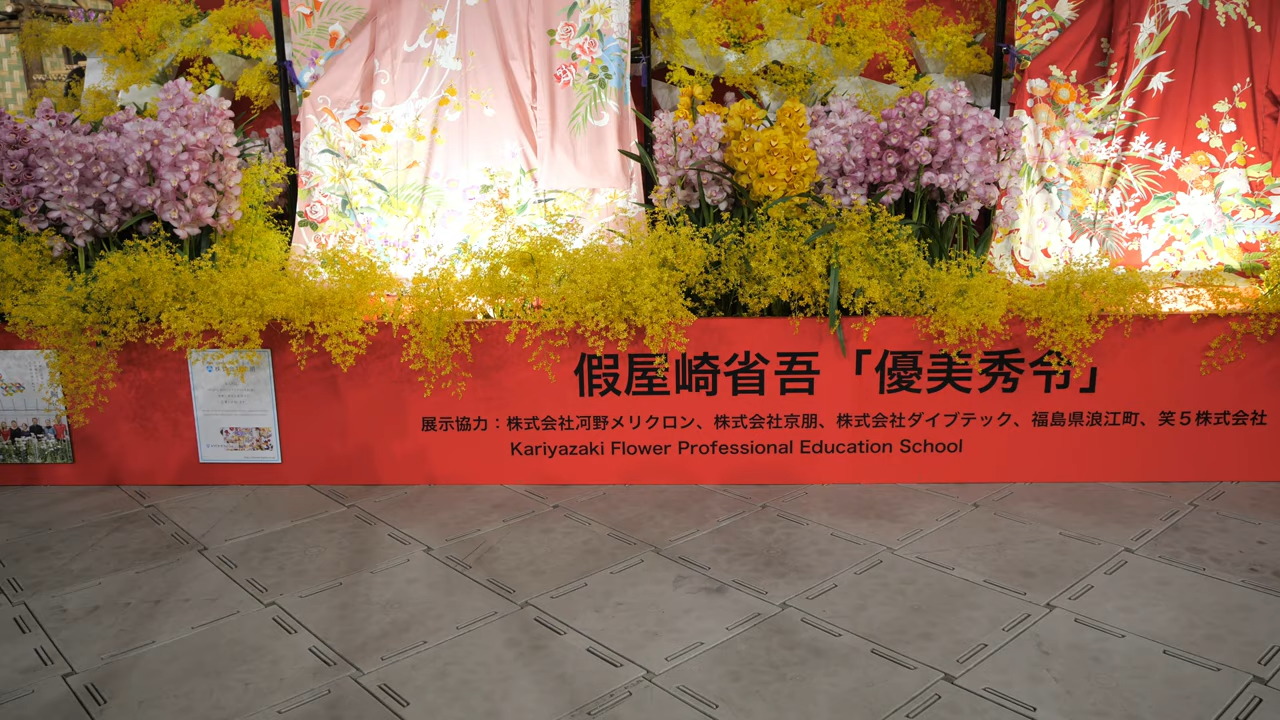 假屋崎省吾「優美秀令」
展示協力：株式会社河野メリクロン、株式会社京朋、株式会社ダイブテック、福島県浪江町、笑５株式会社
Kariyazaki Flower Professional Education School